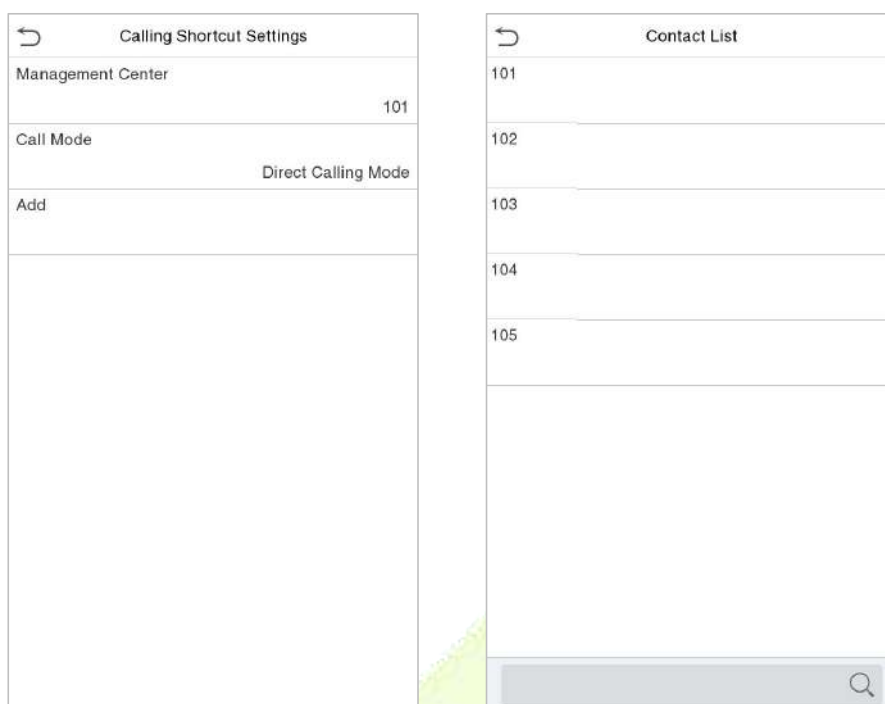 Calling Shortcut Settings
Management Center
101
Call Mode
Direct Calling Mode
Add
Contact List
101
102
103
104
105